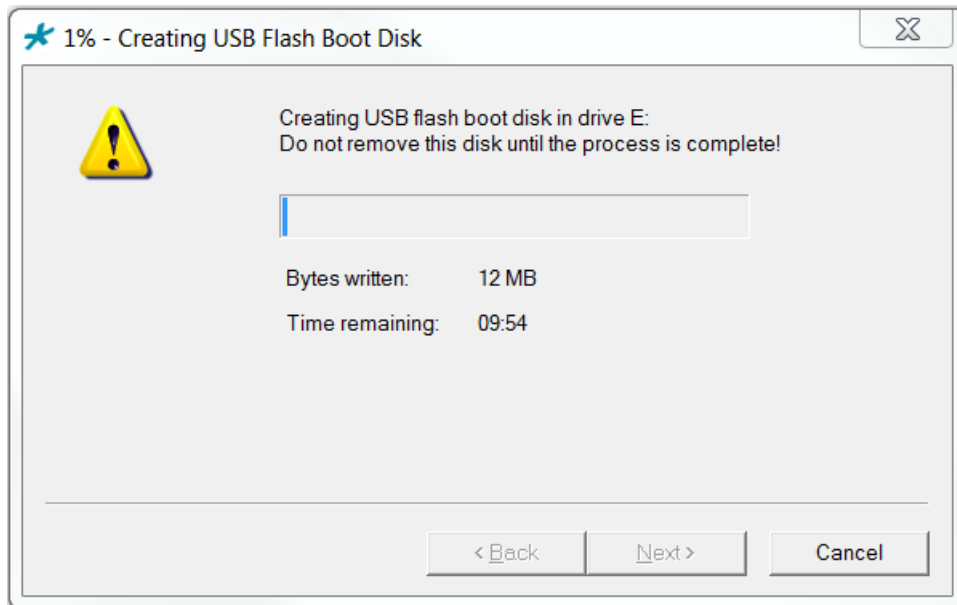 1% - Creating USB Flash Boot Disk
Creating USB flash boot disk in drive E:
Do not remove this disk until the process is complete!
Bytes written: 12 MB
Time remaining: 09:54
< Back Next > Cancel